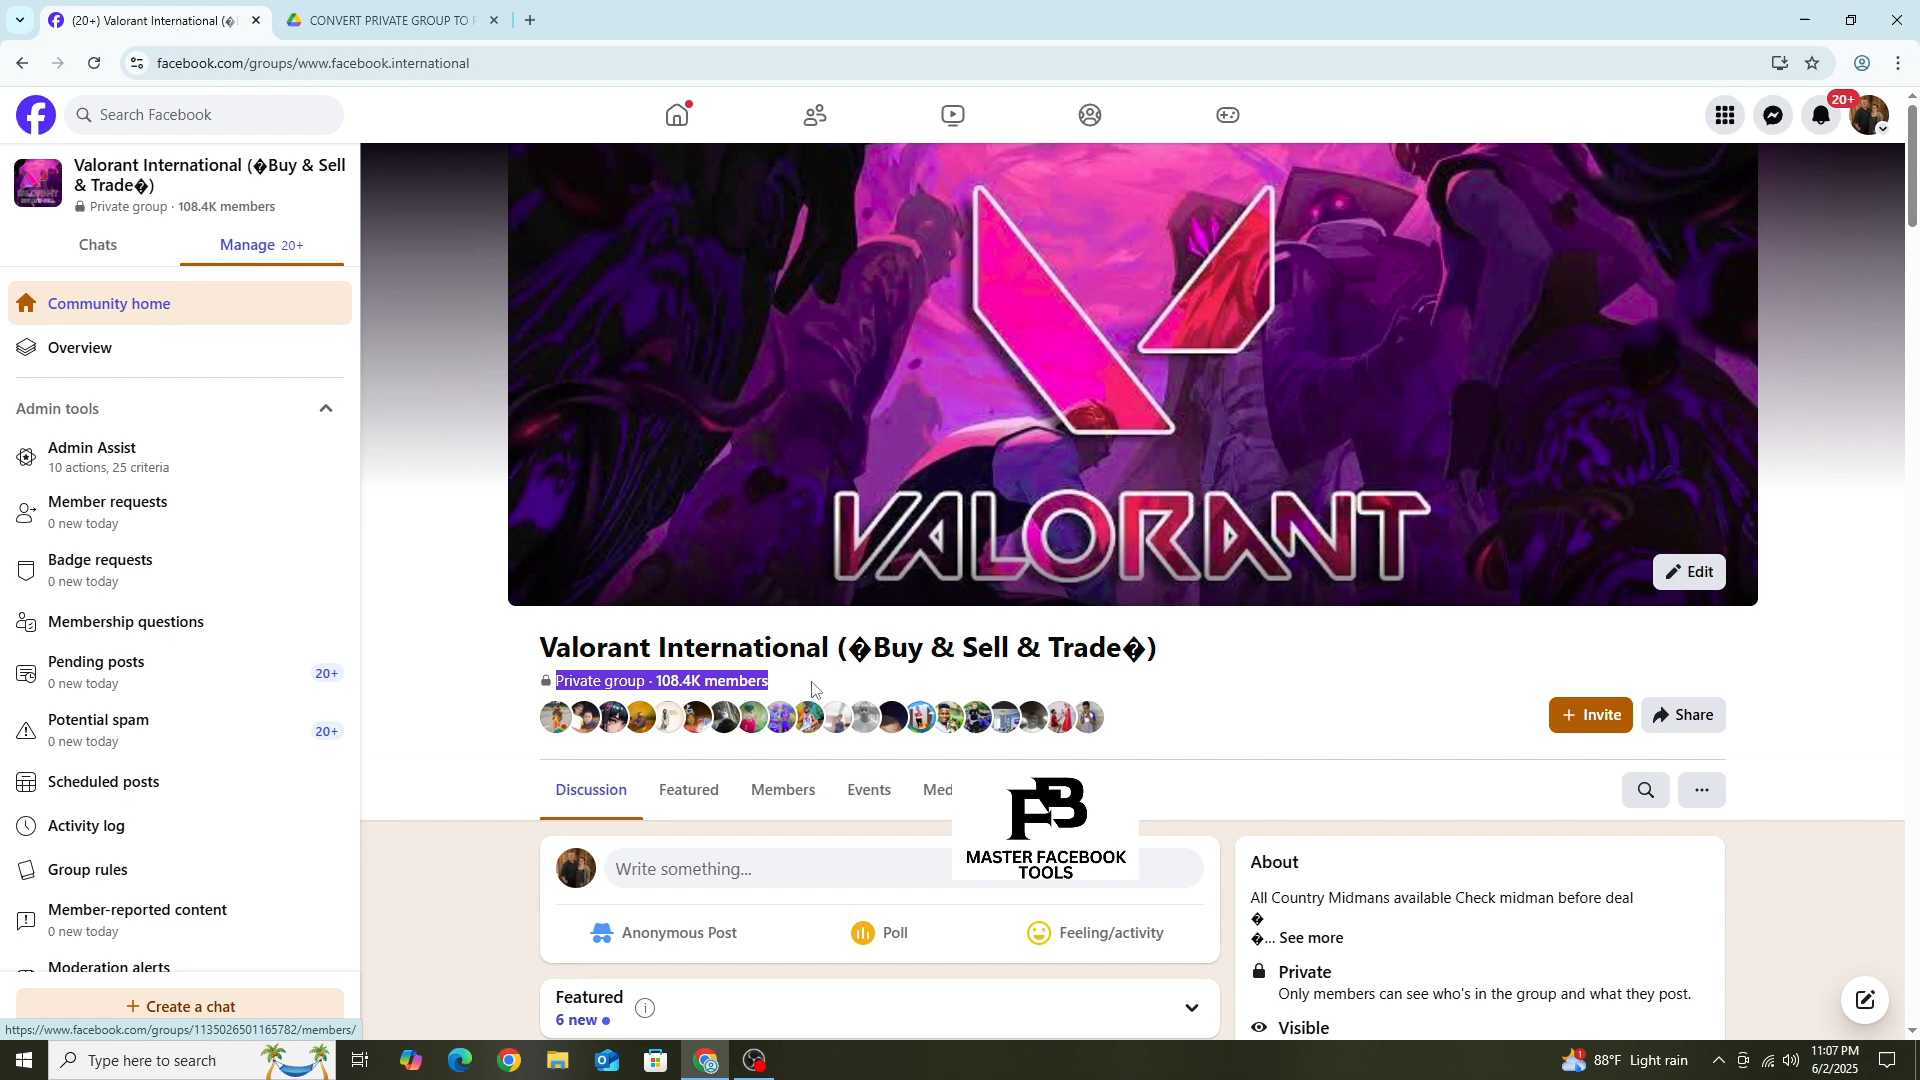 (20+) Valorant International (�
CONVERT PRIVATE GROUP TO
facebook.com/groups/www.facebook.international
Search Facebook
20+
Valorant International (�Buy & Sell
& Trade�)
Private group · 108.4K members
Chats
Manage 20+
Community home
Overview
Admin tools
Admin Assist
10 actions, 25 criteria
Member requests
0 new today
Badge requests
0 new today
Membership questions
Pending posts
0 new today
20+
Potential spam
0 new today
20+
Scheduled posts
Activity log
Group rules
Member-reported content
0 new today
Moderation alerts
+ Create a chat
https://www.facebook.com/groups/1135026501165782/members/
VALORANT
Edit
Valorant International (�Buy & Sell & Trade�)
Private group · 108.4K members
+ Invite
Share
Discussion
Featured
Members
Events
Med
FB
MASTER FACEBOOK
TOOLS
Write something...
Anonymous Post
Poll
Feeling/activity
Featured
6 new
About
All Country Midmans available Check midman before deal
�
�... See more
Private
Only members can see who's in the group and what they post.
Visible
Type here to search
1
88°F Light rain
11:07 PM
6/2/2025